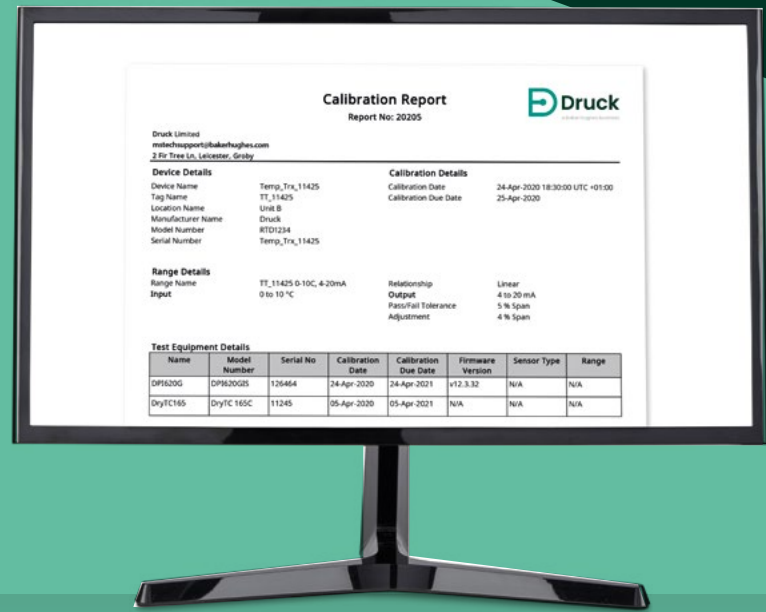 Calibration Report
Druck
Report No: 20205
Druck Limited
mstechsupport@bakerhughes.com
2 Fir Tree Ln, Leicester, Groby
Device Details
Device Name Temp_Trx_11425
Tag Name TT_11425
Location Name Unit B
Manufacturer Name Druck
Model Number RTD1234
Serial Number Temp_Trx_11425
Calibration Details
Calibration Date 24-Apr-2020 18:30:00 UTC +01:00
Calibration Due Date 25-Apr-2020
Range Details
Range Name TT_11425 0-10C, 4-20mA
Input 0 to 10 °C
Relationship Linear
Output 4 to 20 mA
Pass/Fail Tolerance 5 % Span
Adjustment 4 % Span
Test Equipment Details
Name Model Number Serial No Calibration Date Calibration Due Date Firmware Version Sensor Type Range
DPI620G DPI620GIS 126464 24-Apr-2020 24-Apr-2021 v12.3.32 N/A N/A
DryTC165 DryTC 165C 11245 05-Apr-2020 05-Apr-2021 N/A N/A N/A